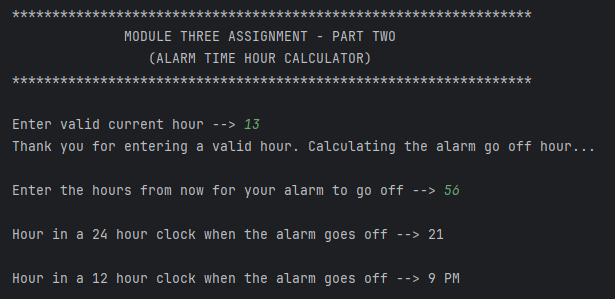 *****************************************************************
MODULE THREE ASSIGNMENT - PART TWO
(ALARM TIME HOUR CALCULATOR)
*****************************************************************
Enter valid current hour --> 13
Thank you for entering a valid hour. Calculating the alarm go off hour...
Enter the hours from now for your alarm to go off --> 56
Hour in a 24 hour clock when the alarm goes off --> 21
Hour in a 12 hour clock when the alarm goes off --> 9 PM